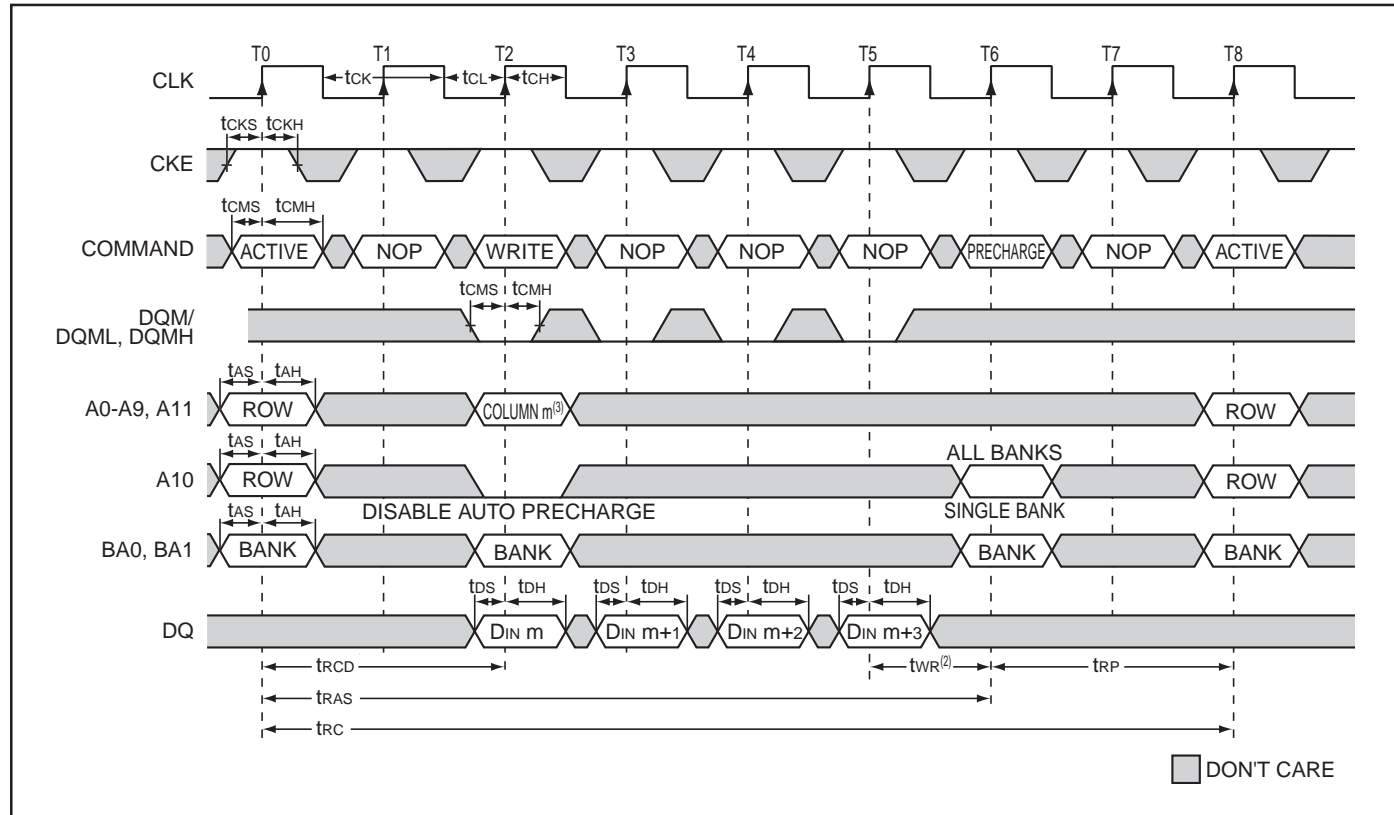 T0 T1 T2 T3 T4 T5 T6 T7 T8
CLK
tCK tCL tCH
tCKS tCKH
CKE
tCMS tCMH
COMMAND
ACTIVE NOP WRITE NOP NOP NOP PRECHARGE NOP ACTIVE
tCMS tCMH
DQM/
DQML, DQMH
tAS tAH
A0-A9, A11
ROW COLUMN m(3) ROW
tAS tAH
ALL BANKS
A10
ROW ROW
DISABLE AUTO PRECHARGE
SINGLE BANK
tAS tAH
BA0, BA1
BANK BANK BANK BANK
tDS tDH tDS tDH tDS tDH tDS tDH
DQ
DIN m DIN m+1 DIN m+2 DIN m+3
tRCD tWR(2) tRP
tRAS
tRC
DON'T CARE